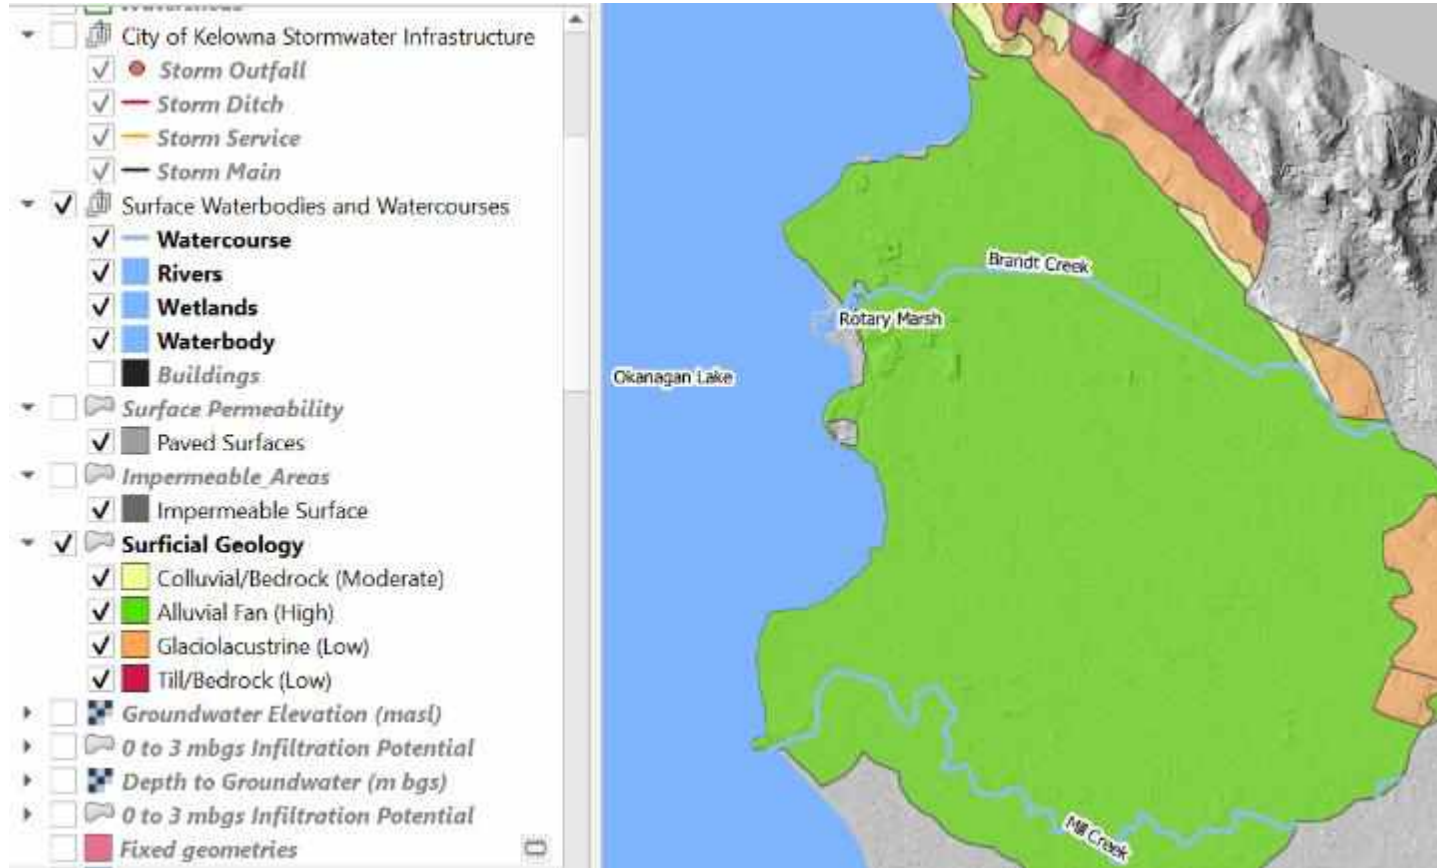 City of Kelowna Stormwater Infrastructure
Storm Outfall
Storm Ditch
Storm Service
Storm Main
Surface Waterbodies and Watercourses
Watercourse
Rivers
Wetlands
Waterbody
Buildings
Surface Permeability
Paved Surfaces
Impermeable_Areas
Impermeable Surface
Surficial Geology
Colluvial/Bedrock (Moderate)
Alluvial Fan (High)
Glaciolacustrine (Low)
Till/Bedrock (Low)
Groundwater Elevation (masl)
0 to 3 mbgs Infiltration Potential
Depth to Groundwater (m bgs)
0 to 3 mbgs Infiltration Potential
Fixed geometries
Brandt Creek
Rotary Marsh
Okanagan Lake
Mill Creek